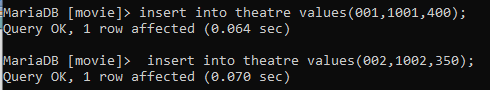 MariaDB [movie]> insert into theatre values(001,1001,400);
Query OK, 1 row affected (0.064 sec)
MariaDB [movie]>  insert into theatre values(002,1002,350);
Query OK, 1 row affected (0.070 sec)